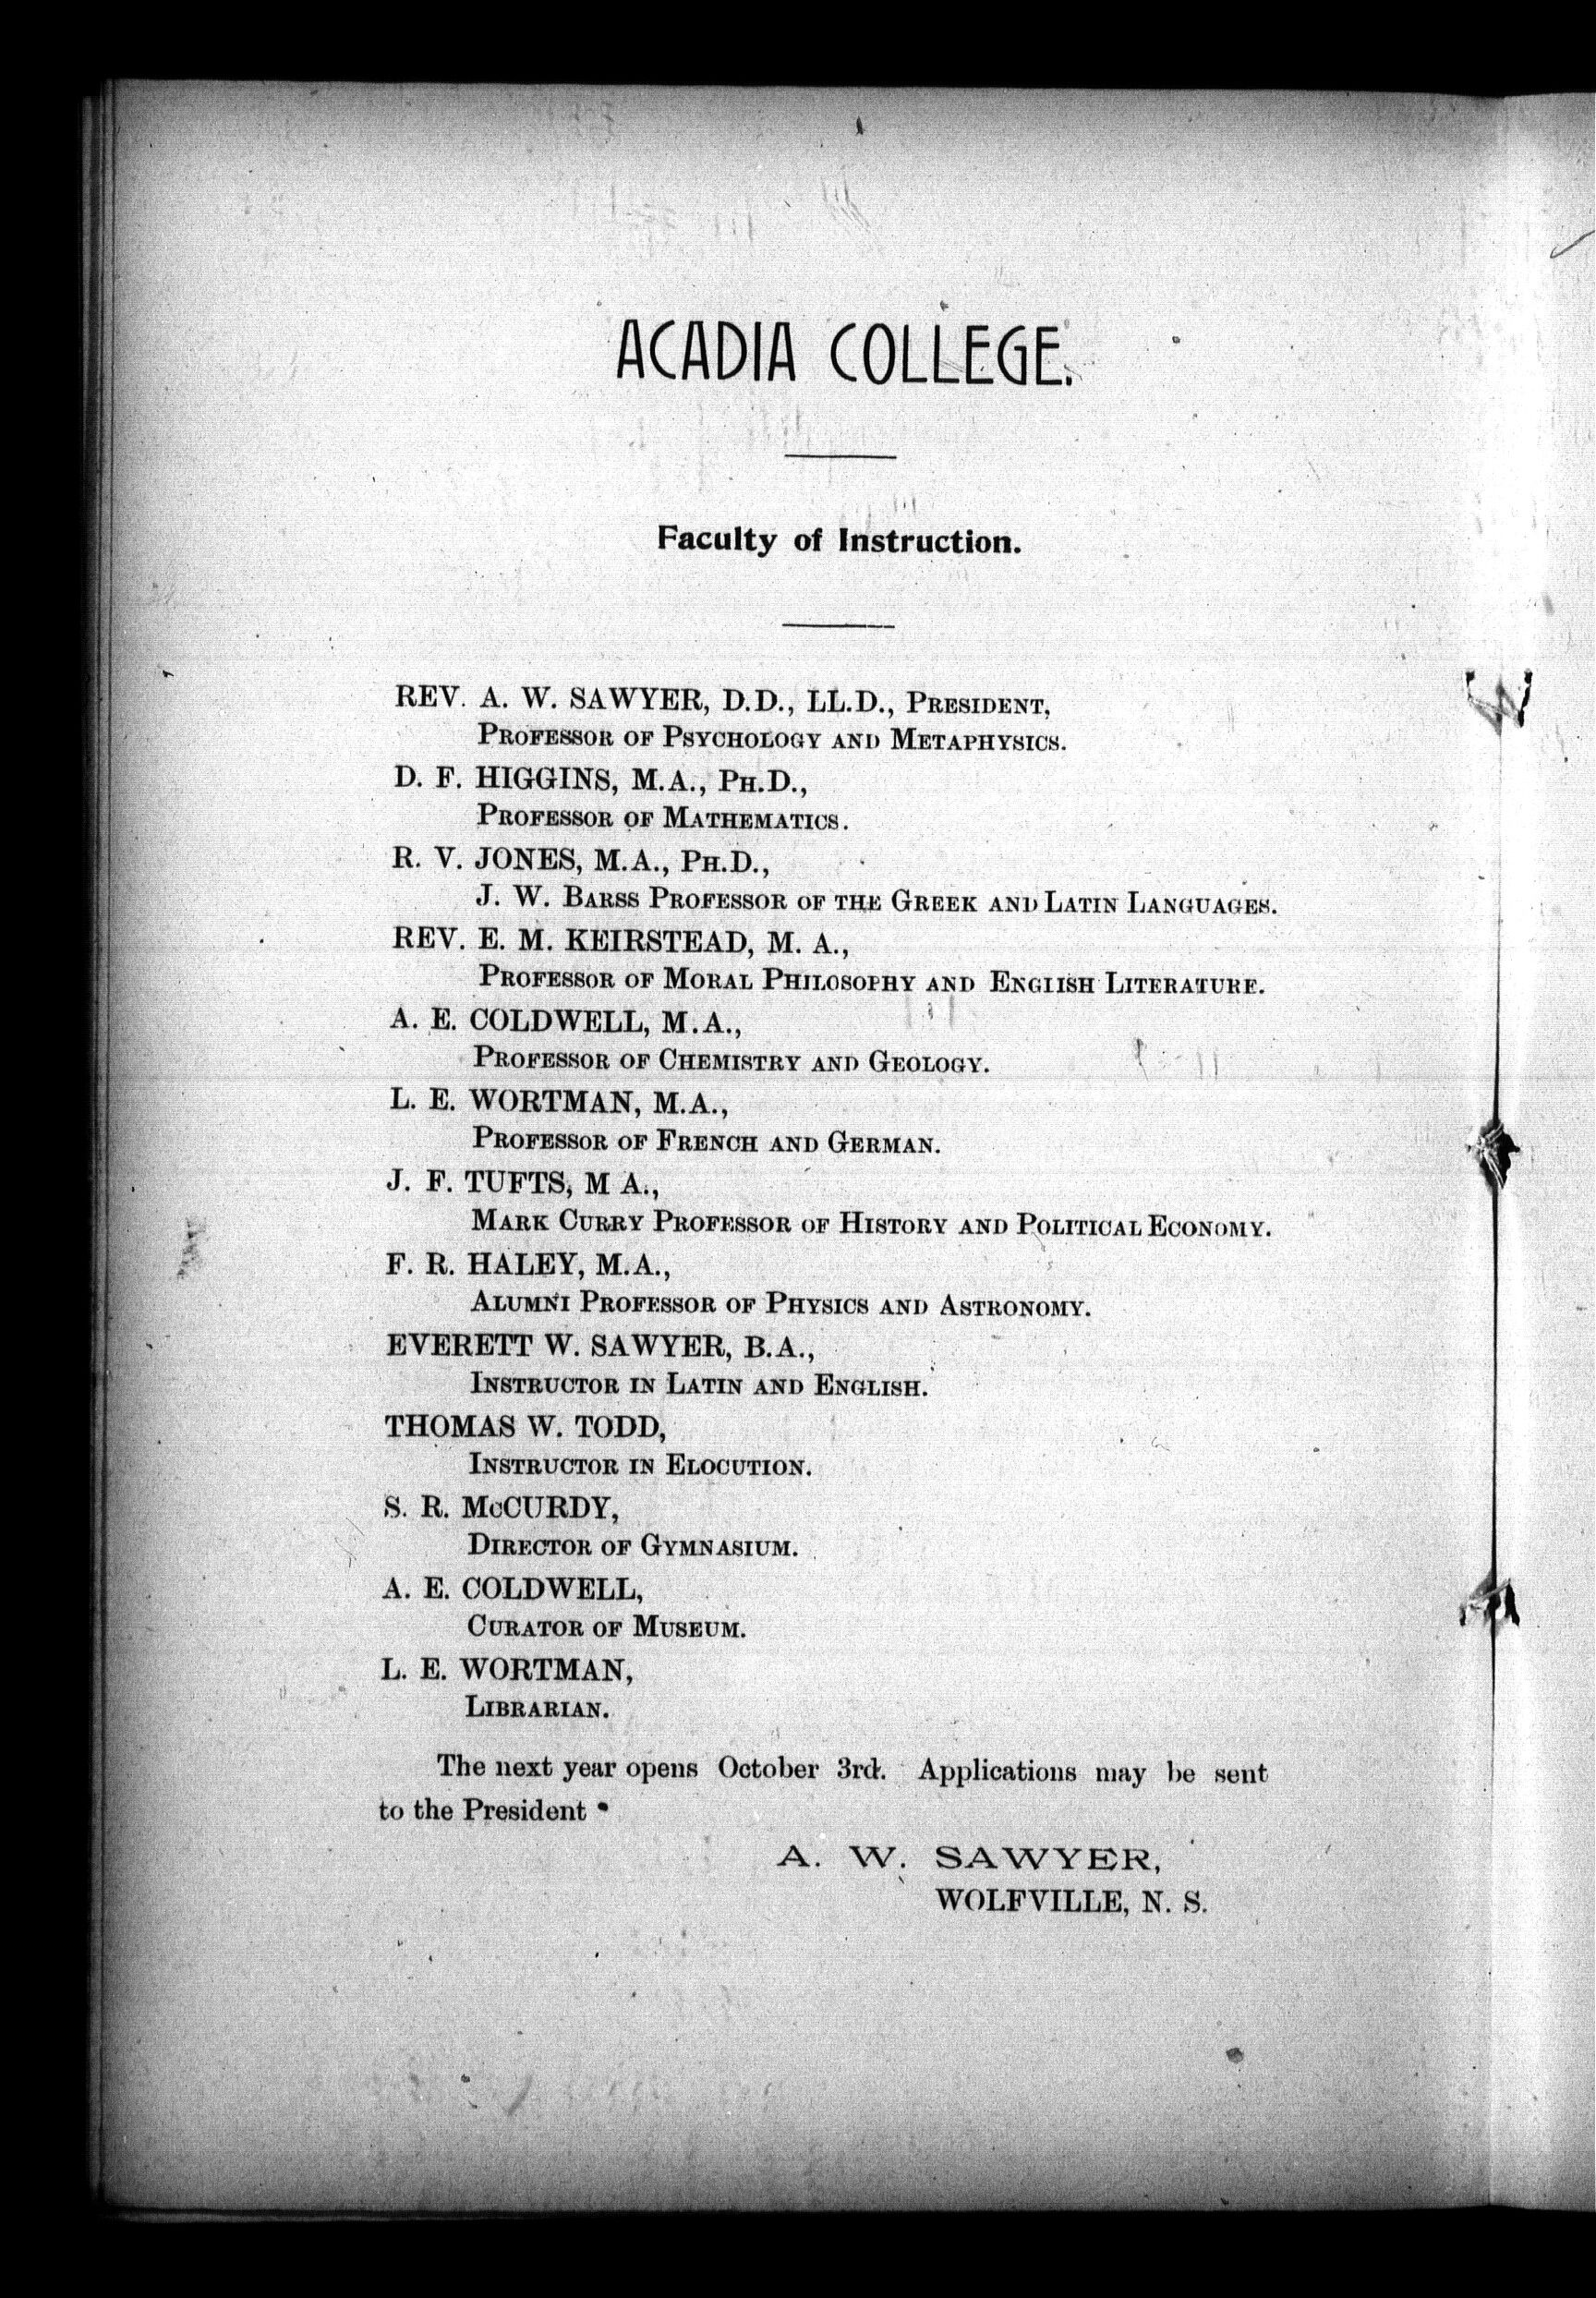 ACADIA COLLEGE.
Faculty of Instruction.
REV. A. W. SAWYER, D.D., LL.D., PRESIDENT,
PROFESSOR OF PSYCHOLOGY AND METAPHYSICS.
D. F. HIGGINS, M.A., PH.D.,
PROFESSOR OF MATHEMATICS.
R. V. JONES, M.A., PH.D.,
J. W. BARSS PROFESSOR OF THE GREEK AND LATIN LANGUAGES.
REV. E. M. KEIRSTEAD, M. A.,
PROFESSOR OF MORAL PHILOSOPHY AND ENGIISH LITERATURE.
A. E. COLDWELL, M.A.,
PROFESSOR OF CHEMISTRY AND GEOLOGY.
L. E. WORTMAN, M.A.,
PROFESSOR OF FRENCH AND GERMAN.
J. F. TUFTS, M A.,
MARK CURRY PROFESSOR OF HISTORY AND POLITICAL ECONOMY.
F. R. HALEY, M.A.,
ALUMNI PROFESSOR OF PHYSICS AND ASTRONOMY.
EVERETT W. SAWYER, B.A.,
INSTRUCTOR IN LATIN AND ENGLISH.
THOMAS W. TODD,
INSTRUCTOR IN ELOCUTION.
S. R. McCURDY,
DIRECTOR OF GYMNASIUM.
A. E. COLDWELL,
CURATOR OF MUSEUM.
L. E. WORTMAN,
LIBRARIAN.
The next year opens October 3rd. Applications may be sent
to the President
A. W. SAWYER,
WOLFVILLE, N. S.